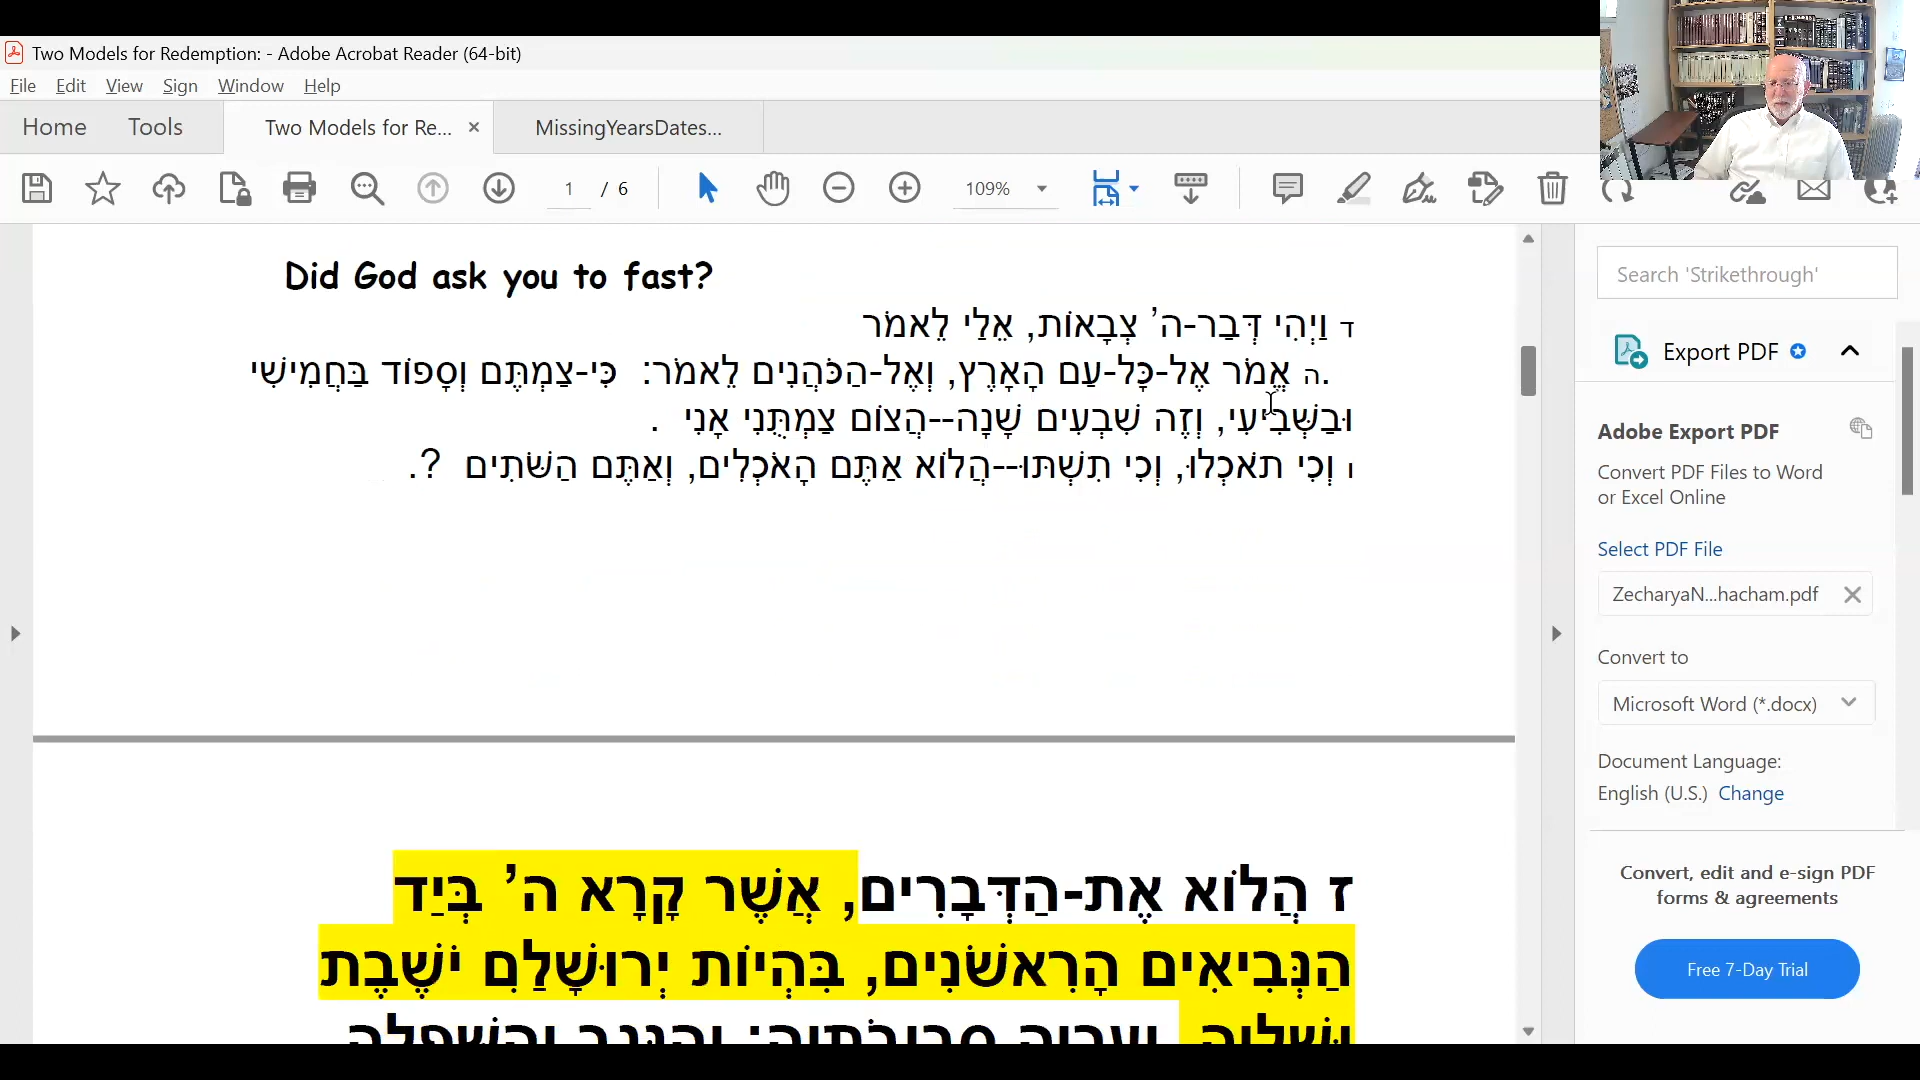 Two Models for Redemption: - Adobe Acrobat Reader (64-bit)
File Edit View Sign Window Help
Home Tools Two Models for Re... × MissingYearsDates...
1 / 6 109%
Did God ask you to fast?
ד וַיְהִי דְּבַר-ה’ צְבָאוֹת, אֵלַי לֵאמֹר
.ה אֱמֹר אֶל-כָּל-עַם הָאָרֶץ, וְאֶל-הַכֹּהֲנִים לֵאמֹר: כִּי-צַמְתֶּם וְסָפוֹד בַּחֲמִישִׁי
וּבַשְּׁבִיעִי, וְזֶה שִׁבְעִים שָׁנָה--הֲצוֹם צַמְתֻּנִי אָנִי .
ו וְכִי תֹאכְלוּ, וְכִי תִשְׁתּוּ--הֲלוֹא אַתֶּם הָאֹכְלִים, וְאַתֶּם הַשֹּׁתִים ?.
ז הֲלוֹא אֶת-הַדְּבָרִים, אֲשֶׁר קָרָא ה’ בְּיַד
הַנְּבִיאִים הָרִאשֹׁנִים, בִּהְיוֹת יְרוּשָׁלִַם יֹשֶׁבֶת
וּשְׁלֵוָה, וְעָרֶיהָ סְבִיבֹתֶיהָ; וְהַנֶּגֶב וְהַשְּׁפֵלָה
Search 'Strikethrough'
Export PDF
Adobe Export PDF
Convert PDF Files to Word
or Excel Online
Select PDF File
ZecharyaN...hacham.pdf
Convert to
Microsoft Word (*.docx)
Document Language:
English (U.S.) Change
Convert, edit and e-sign PDF
forms & agreements
Free 7-Day Trial